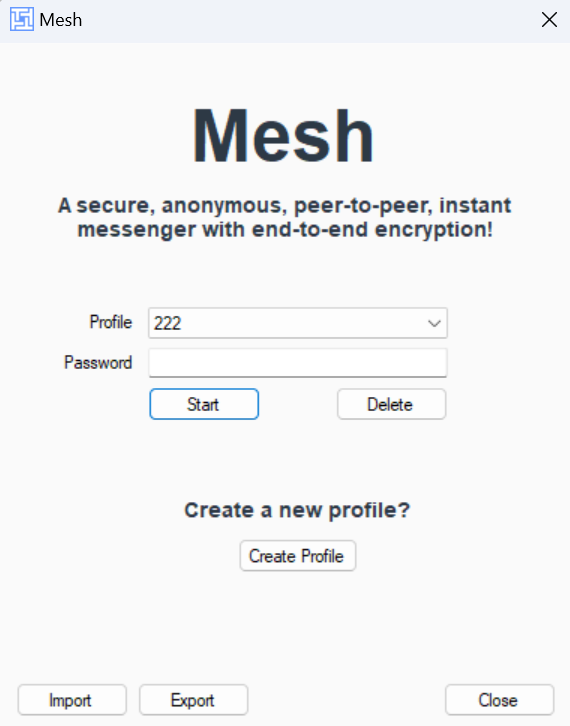 Mesh
Mesh
A secure, anonymous, peer-to-peer, instant
messenger with end-to-end encryption!
Profile 222
Password
Start Delete
Create a new profile?
Create Profile
Import Export Close